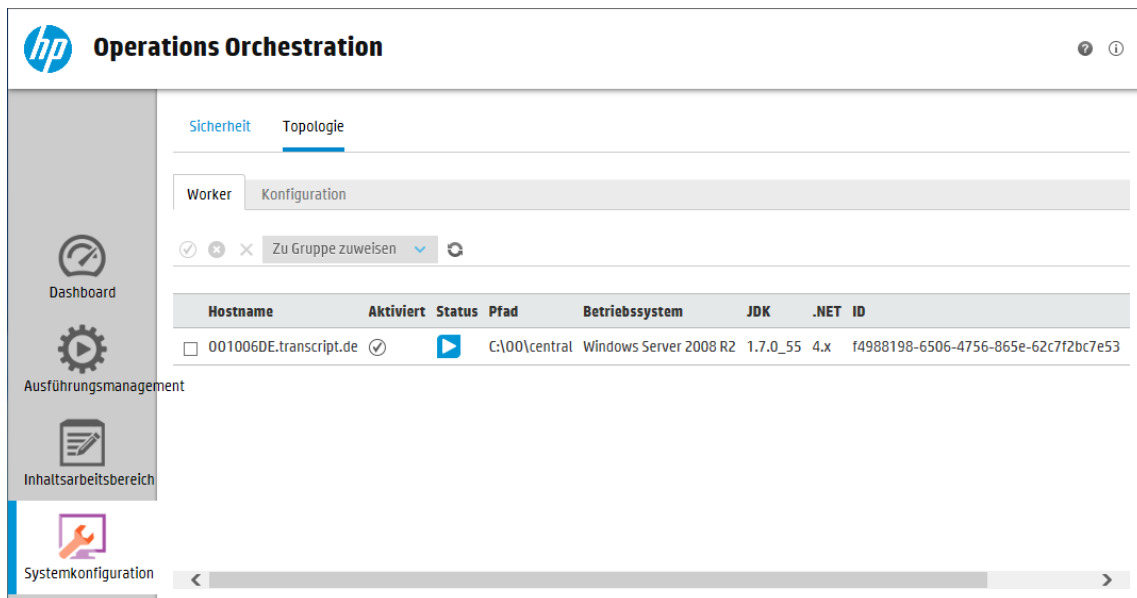 hp Operations Orchestration
Sicherheit Topologie
Worker Konfiguration
Zu Gruppe zuweisen
Dashboard
Hostname Aktiviert Status Pfad Betriebssystem JDK .NET ID
001006DE.transcript.de C:\00\central Windows Server 2008 R2 1.7.0_55 4.x f4988198-6506-4756-865e-62c7f2bc7e53
Ausführungsmanagement
Inhaltsarbeitsbereich
Systemkonfiguration